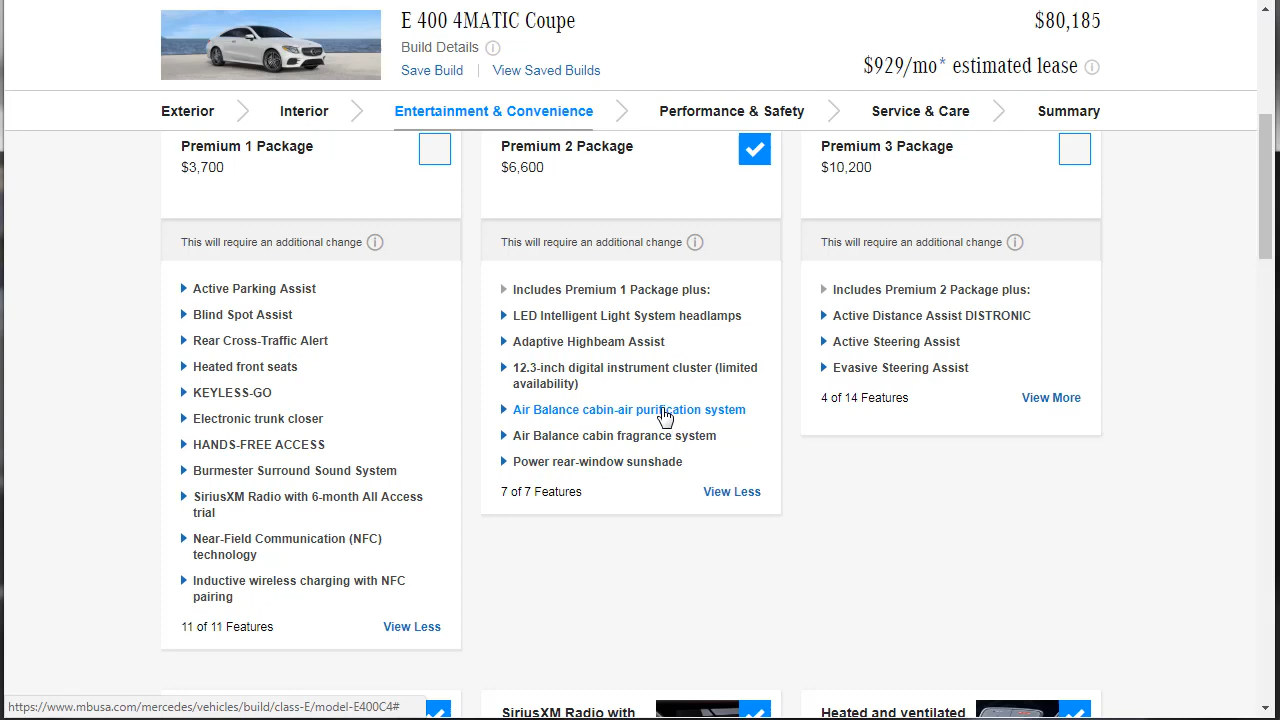 E 400 4MATIC Coupe
$80,185
Build Details
$929/mo* estimated lease
Save Build | View Saved Builds
Exterior
Interior
Entertainment & Convenience
Performance & Safety
Service & Care
Summary
Premium 1 Package
$3,700
This will require an additional change
Active Parking Assist
Blind Spot Assist
Rear Cross-Traffic Alert
Heated front seats
KEYLESS-GO
Electronic trunk closer
HANDS-FREE ACCESS
Burmester Surround Sound System
SiriusXM Radio with 6-month All Access
trial
Near-Field Communication (NFC)
technology
Inductive wireless charging with NFC
pairing
11 of 11 Features
View Less
Premium 2 Package
$6,600
This will require an additional change
Includes Premium 1 Package plus:
LED Intelligent Light System headlamps
Adaptive Highbeam Assist
12.3-inch digital instrument cluster (limited
availability)
Air Balance cabin-air purification system
Air Balance cabin fragrance system
Power rear-window sunshade
7 of 7 Features
View Less
Premium 3 Package
$10,200
This will require an additional change
Includes Premium 2 Package plus:
Active Distance Assist DISTRONIC
Active Steering Assist
Evasive Steering Assist
4 of 14 Features
View More
SiriusXM Radio with
Heated and ventilated
https://www.mbusa.com/mercedes/vehicles/build/class-E/model-E400C4#